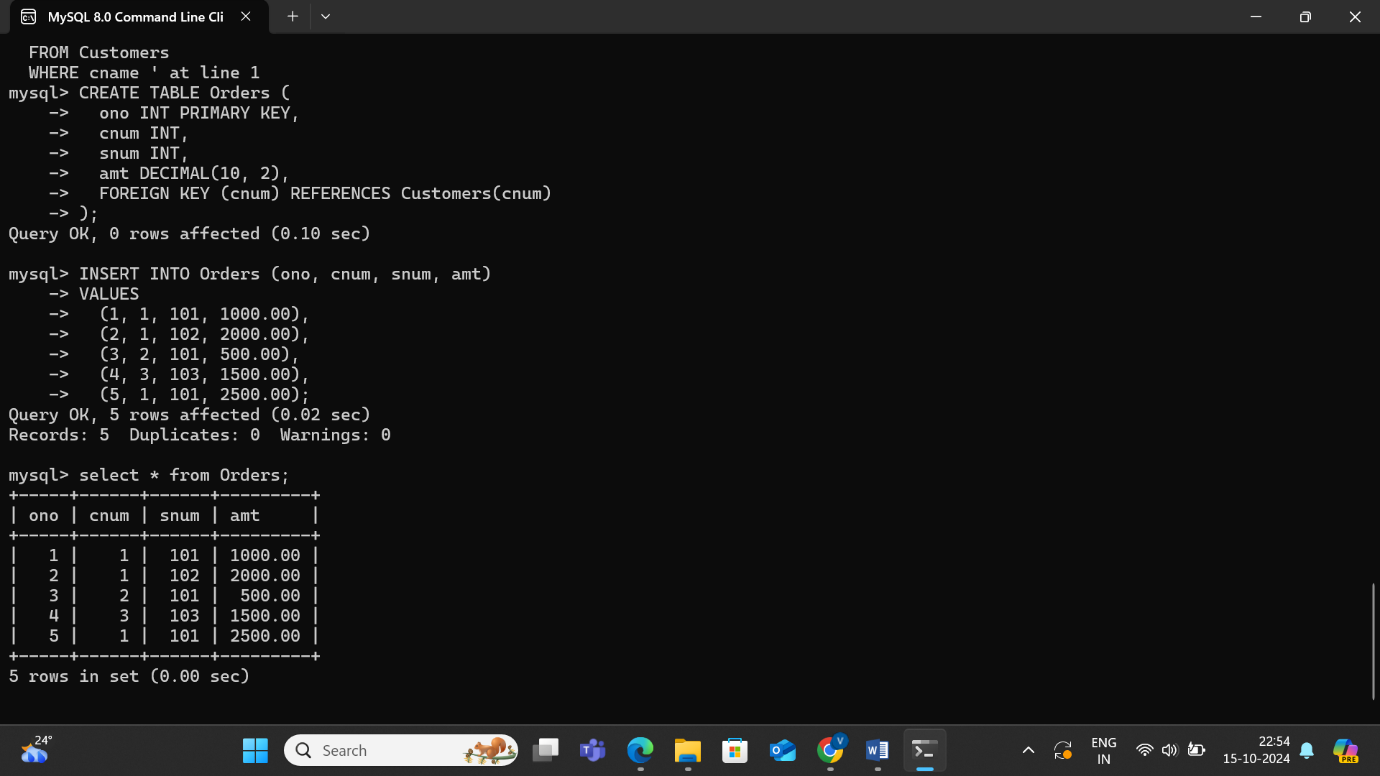 MySQL 8.0 Command Line Cli
  FROM Customers
  WHERE cname ' at line 1
mysql> CREATE TABLE Orders (
    ->   ono INT PRIMARY KEY,
    ->   cnum INT,
    ->   snum INT,
    ->   amt DECIMAL(10, 2),
    ->   FOREIGN KEY (cnum) REFERENCES Customers(cnum)
    -> );
Query OK, 0 rows affected (0.10 sec)
mysql> INSERT INTO Orders (ono, cnum, snum, amt)
    -> VALUES
    ->   (1, 1, 101, 1000.00),
    ->   (2, 1, 102, 2000.00),
    ->   (3, 2, 101, 500.00),
    ->   (4, 3, 103, 1500.00),
    ->   (5, 1, 101, 2500.00);
Query OK, 5 rows affected (0.02 sec)
Records: 5  Duplicates: 0  Warnings: 0
mysql> select * from Orders;
+-----+------+------+---------+
| ono | cnum | snum | amt     |
+-----+------+------+---------+
|   1 |    1 |  101 | 1000.00 |
|   2 |    1 |  102 | 2000.00 |
|   3 |    2 |  101 |  500.00 |
|   4 |    3 |  103 | 1500.00 |
|   5 |    1 |  101 | 2500.00 |
+-----+------+------+---------+
5 rows in set (0.00 sec)
24°
Search
V
ENG
IN
22:54
15-10-2024
PRE